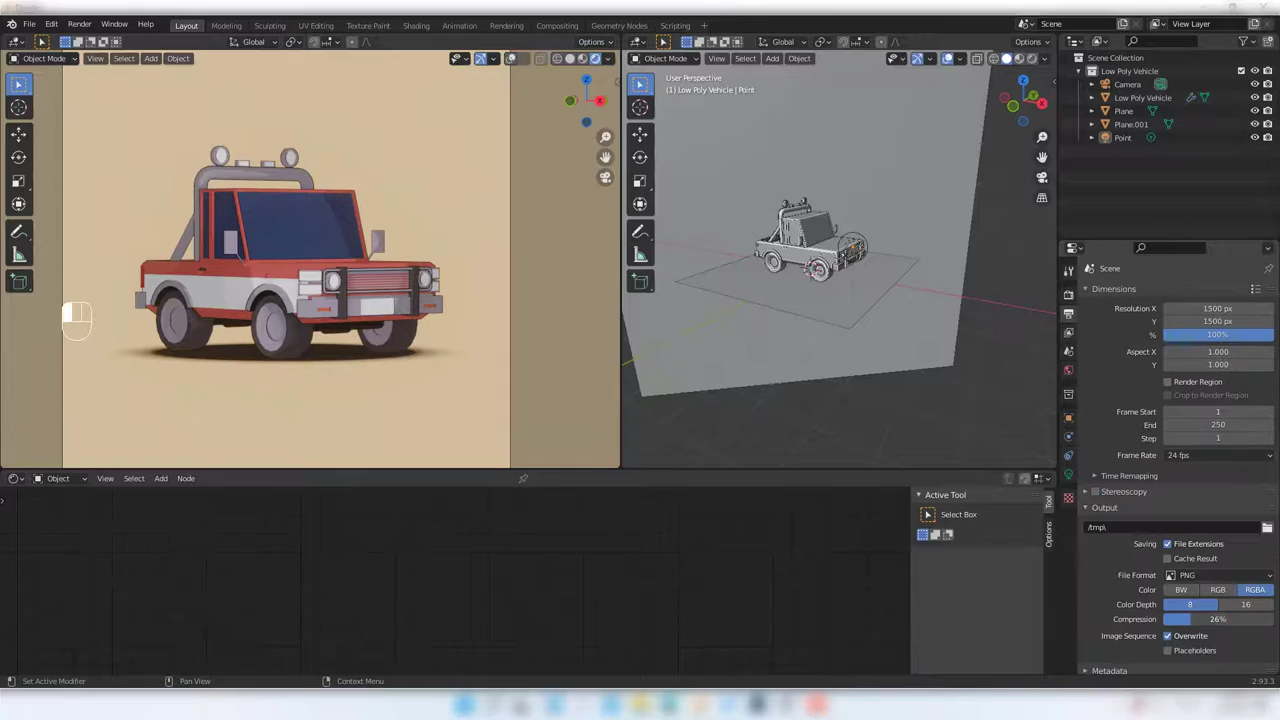 File Edit Render Window Help Layout Modeling Sculpting UV Editing Texture Paint Shading Animation Rendering Compositing Geometry Nodes Scripting + Scene View Layer
Global Options
Object Mode View Select Add Object
Z
X
Global Options
Object Mode View Select Add Object
User Perspective
(1) Low Poly Vehicle | Point
Z
Y
X
Scene Collection
Low Poly Vehicle
Camera
Low Poly Vehicle
Plane
Plane.001
Point
Scene
Dimensions
Resolution X 1500 px
Y 1500 px
% 100%
Aspect X 1.000
Y 1.000
Render Region
Crop to Render Region
Frame Start 1
End 250
Step 1
Frame Rate 24 fps
Time Remapping
Stereoscopy
Output
/tmp\
Saving File Extensions
Cache Result
File Format PNG
Color BW RGB RGBA
Color Depth 8 16
Compression 26%
Image Sequence Overwrite
Placeholders
Metadata
Object View Select Add Node
Active Tool
Select Box
Tool
Options
Set Active Modifier Pan View Context Menu 2.93.3